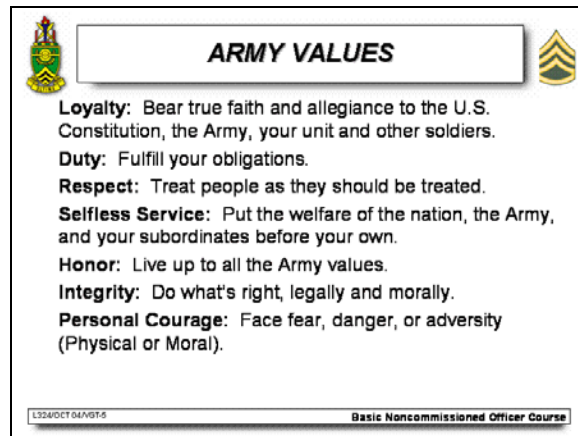 ARMY VALUES
Loyalty: Bear true faith and allegiance to the U.S.
Constitution, the Army, your unit and other soldiers.
Duty: Fulfill your obligations.
Respect: Treat people as they should be treated.
Selfless Service: Put the welfare of the nation, the Army,
and your subordinates before your own.
Honor: Live up to all the Army values.
Integrity: Do what's right, legally and morally.
Personal Courage: Face fear, danger, or adversity
(Physical or Moral).
L324/OCT 04/VGT-5
Basic Noncommissioned Officer Course